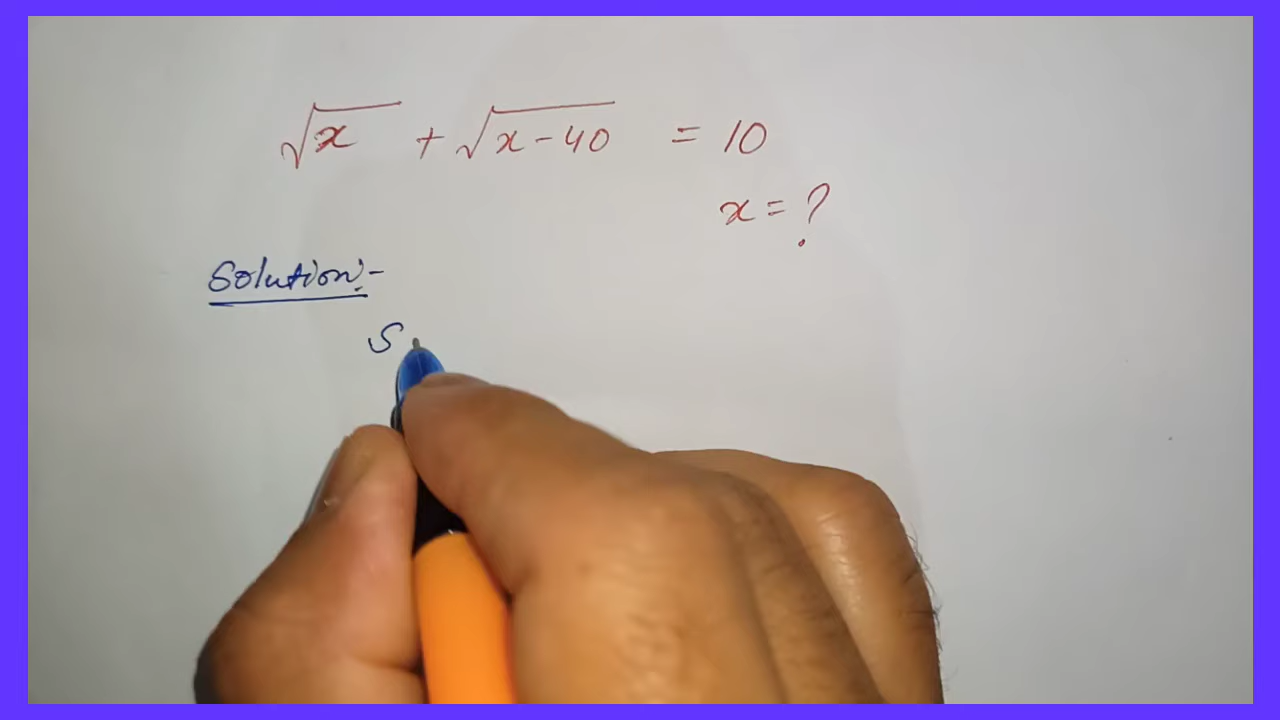 √x + √x-40 = 10
x = ?
Solution:-
S